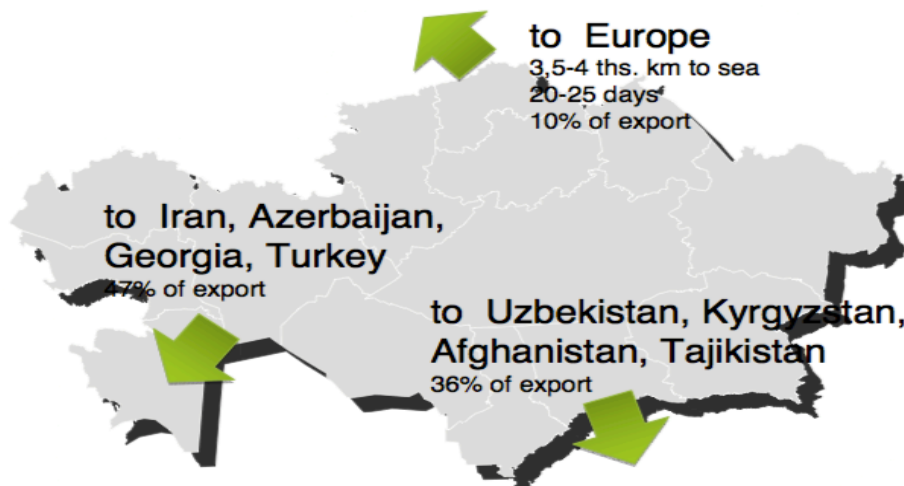 to Europe
3,5-4 ths. km to sea
20-25 days
10% of export
to Iran, Azerbaijan,
Georgia, Turkey
47% of export
to Uzbekistan, Kyrgyzstan,
Afghanistan, Tajikistan
36% of export